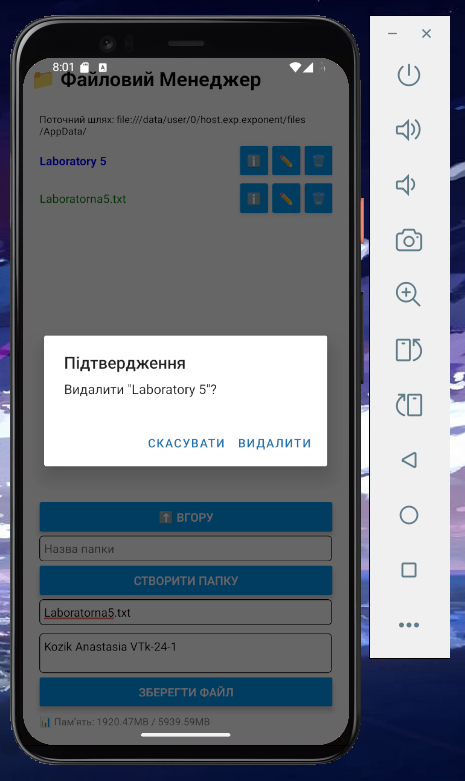 8:01
📁 Файловий Менеджер
Поточний шлях: file:///data/user/0/host.exp.exponent/files
/AppData/
Laboratory 5
Laboratorna5.txt
Підтвердження
Видалити "Laboratory 5"?
СКАСУВАТИ ВИДАЛИТИ
⬆️ ВГОРУ
Назва папки
СТВОРИТИ ПАПКУ
Laboratorna5.txt
Kozik Anastasia VTk-24-1
ЗБЕРЕГТИ ФАЙЛ
📊 Пам'ять: 1920.47MB / 5939.59MB